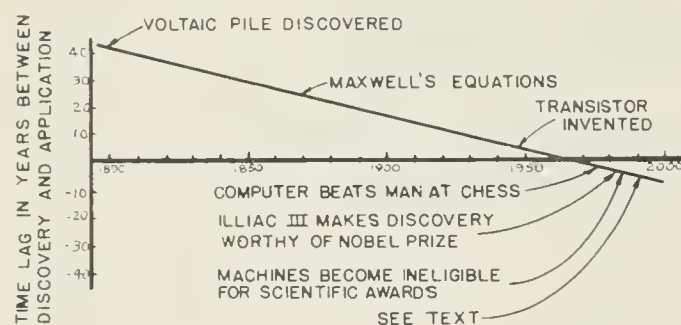 VOLTAIC PILE DISCOVERED
TIME LAG IN YEARS BETWEEN
DISCOVERY AND APPLICATION
40
30
20
10
-10
-20
-30
-40
MAXWELL'S EQUATIONS
TRANSISTOR
INVENTED
1800
1850
1900
1950
2000
COMPUTER BEATS MAN AT CHESS
ILLIAC III MAKES DISCOVERY
WORTHY OF NOBEL PRIZE
MACHINES BECOME INELIGIBLE
FOR SCIENTIFIC AWARDS
SEE TEXT